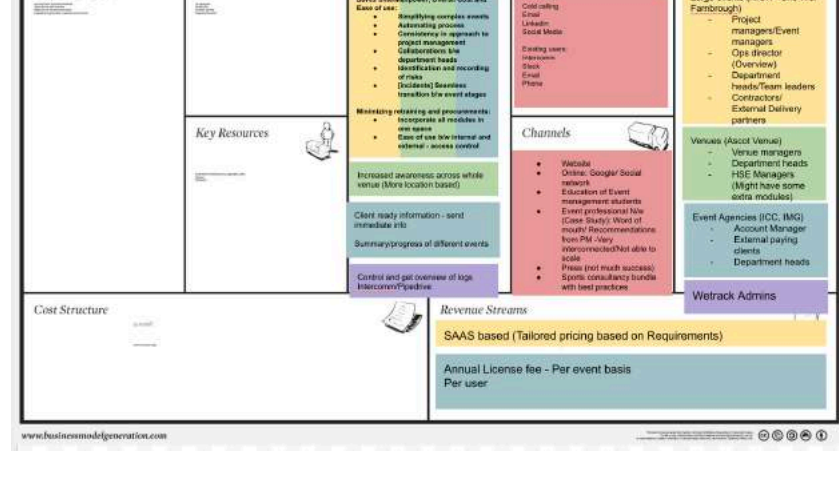 Ease of use:
● Simplifying complex events
● Automating process
● Consistency in approach to
project management
● Collaborations b/w
department heads
● Identification and recording
of risks
● [Incidents] Seamless
transition b/w event stages
Minimizing retraining and procurements:
● Incorporate all modules in
one space
● Ease of use b/w internal and
external - access control
Increased awareness across whole
venue (More location based)
Client ready information - send
immediate info
Summary/progress of different events
Control and get overview of logs
Intercomm/Pipedrive
Cold calling
Email
LinkedIn
Social Media
Existing users:
Intercomm
Slack
Email
Phone
Key Resources
Channels
● Website
● Online: Google/ Social
network
● Education of Event
management students
● Event professional N/w
(Case Study): Word of
mouth/ Recommendations
from PM -Very
interconnected/Not able to
scale
● Press (not much success)
● Sports consultancy bundle
with best practices
Farnbrough)
- Project
managers/Event
managers
- Ops director
(Overview)
- Department
heads/Team leaders
- Contractors/
External Delivery
partners
Venues (Ascot Venue)
- Venue managers
- Department heads
- HSE Managers
(Might have some
extra modules)
Event Agencies (ICC, IMG)
- Account Manager
- External paying
clients
- Department heads
Wetrack Admins
Cost Structure
Revenue Streams
SAAS based (Tailored pricing based on Requirements)
Annual License fee - Per event basis
Per user
www.businessmodelgeneration.com